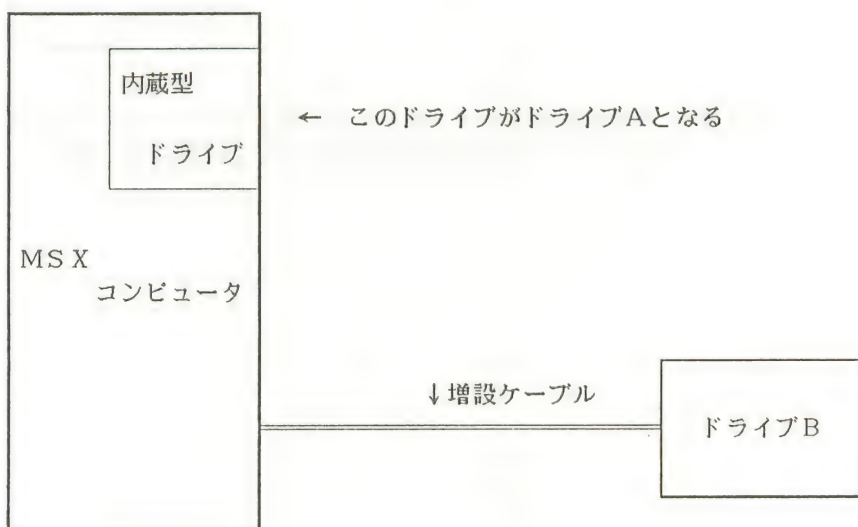 内蔵型
ドライブ
← このドライブがドライブAとなる
MSX
コンピュータ
↓増設ケーブル
ドライブB